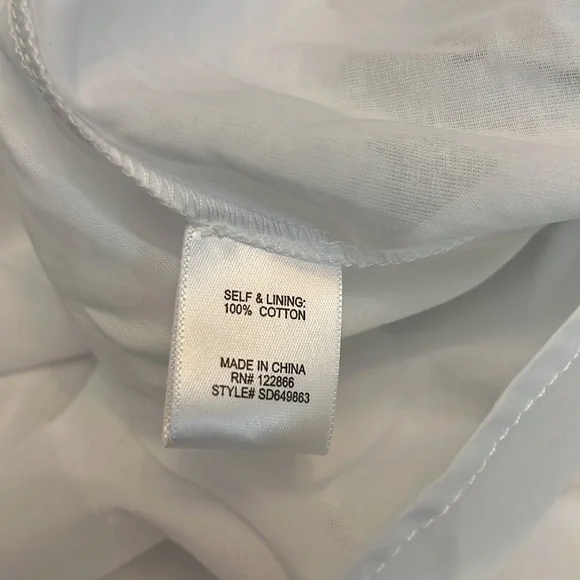 SELF & LINING:
100% COTTON
MADE IN CHINA
RN# 122866
STYLE# SD649863